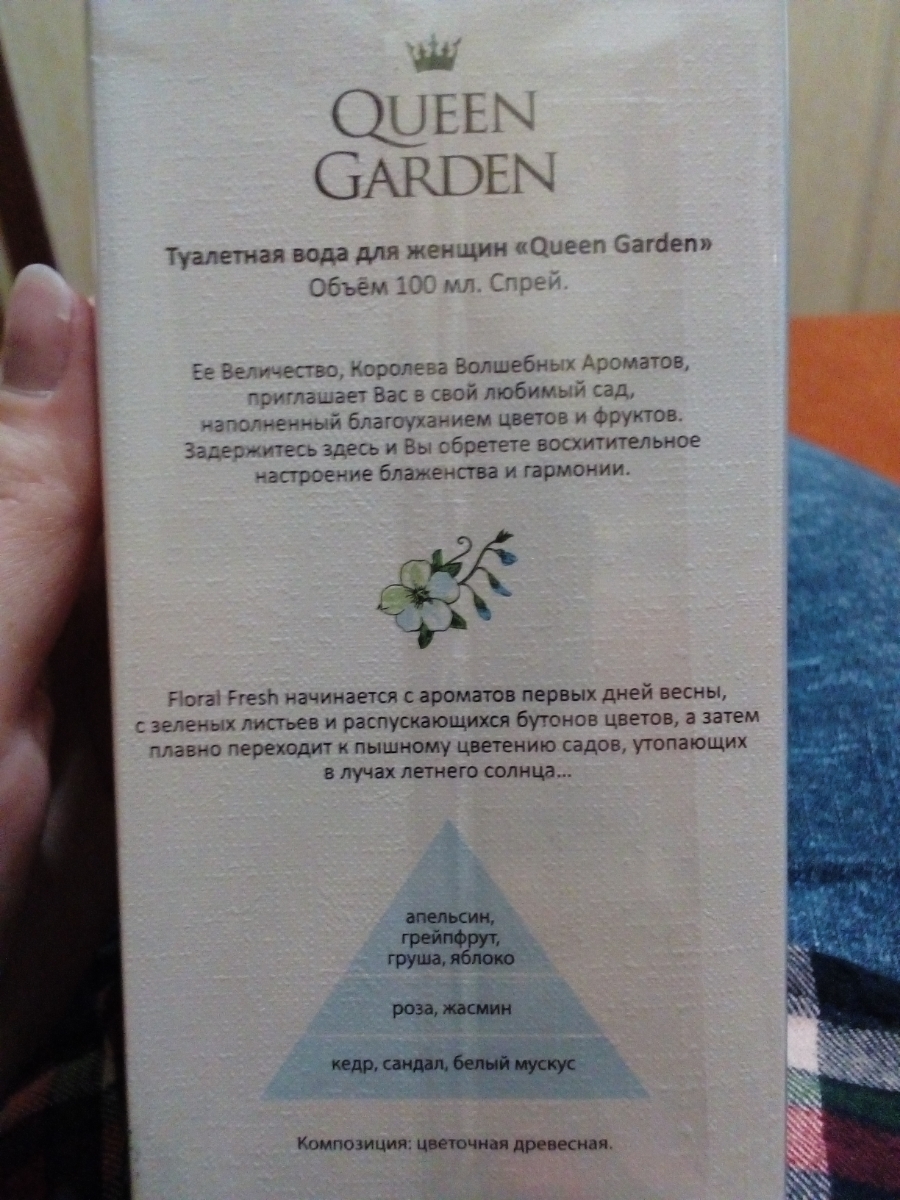 QUEEN
GARDEN
Туалетная вода для женщин «Queen Garden»
Объём 100 мл. Спрей.
Ее Величество, Королева Волшебных Ароматов,
приглашает Вас в свой любимый сад,
наполненный благоуханием цветов и фруктов.
Задержитесь здесь и Вы обретете восхитительное
настроение блаженства и гармонии.
Floral Fresh начинается с ароматов первых дней весны,
с зеленых листьев и распускающихся бутонов цветов, а затем
плавно переходит к пышному цветению садов, утопающих
в лучах летнего солнца...
апельсин,
грейпфрут,
груша, яблоко
роза, жасмин
кедр, сандал, белый мускус
Композиция: цветочная древесная.